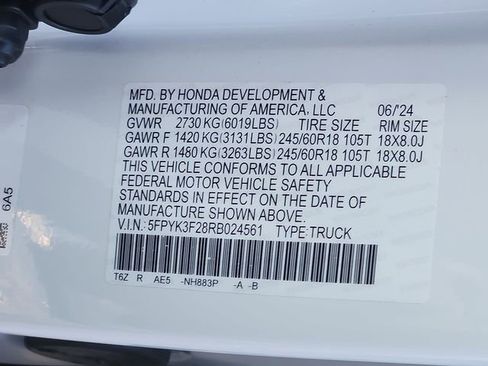 MFD. BY HONDA DEVELOPMENT &
MANUFACTURING OF AMERICA, LLC 06/24
GVWR 2730 KG(6019LBS) TIRE SIZE RIM SIZE
GAWR F 1420 KG(3131LBS) 245/60R18 105T 18X8.0J
GAWR R 1480 KG(3263LBS) 245/60R18 105T 18X8.0J
THIS VEHICLE CONFORMS TO ALL APPLICABLE
FEDERAL MOTOR VEHICLE SAFETY
STANDARDS IN EFFECT ON THE DATE OF
MANUFACTURE SHOWN ABOVE.
V.I.N.: 5FPYK3F28RB024561 TYPE:TRUCK
T6Z R AE5 -NH883P -A -B
6A5